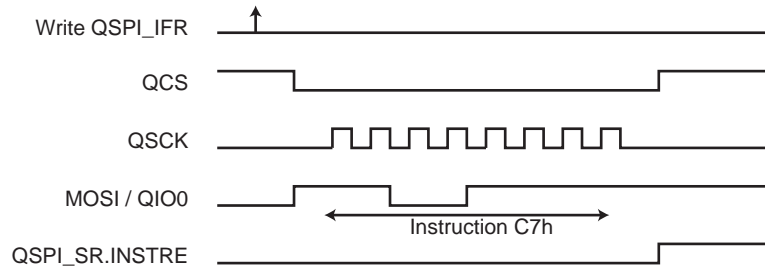 Write QSPI_IFR
QCS
QSCK
MOSI / QIO0
Instruction C7h
QSPI_SR.INSTRE